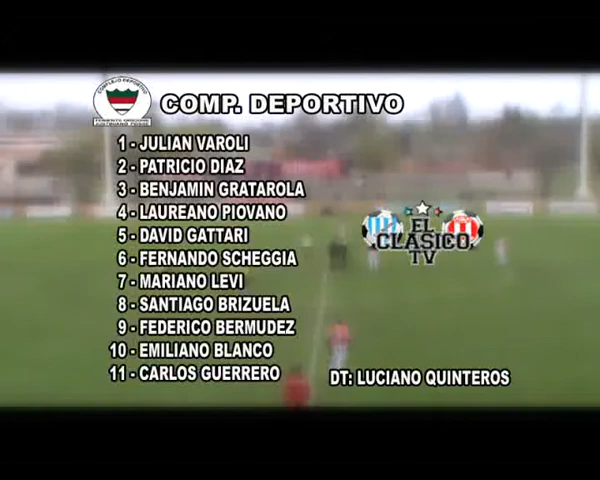 COMPLEJO DEPORTIVO
COMP. DEPORTIVO
1 - JULIAN VAROLI
2 - PATRICIO DIAZ
3 - BENJAMIN GRATAROLA
4 - LAUREANO PIOVANO
5 - DAVID GATTARI
6 - FERNANDO SCHEGGIA
7 - MARIANO LEVI
8 - SANTIAGO BRIZUELA
9 - FEDERICO BERMUDEZ
10 - EMILIANO BLANCO
11 - CARLOS GUERRERO
EL
CLASICO
TV
DT: LUCIANO QUINTEROS